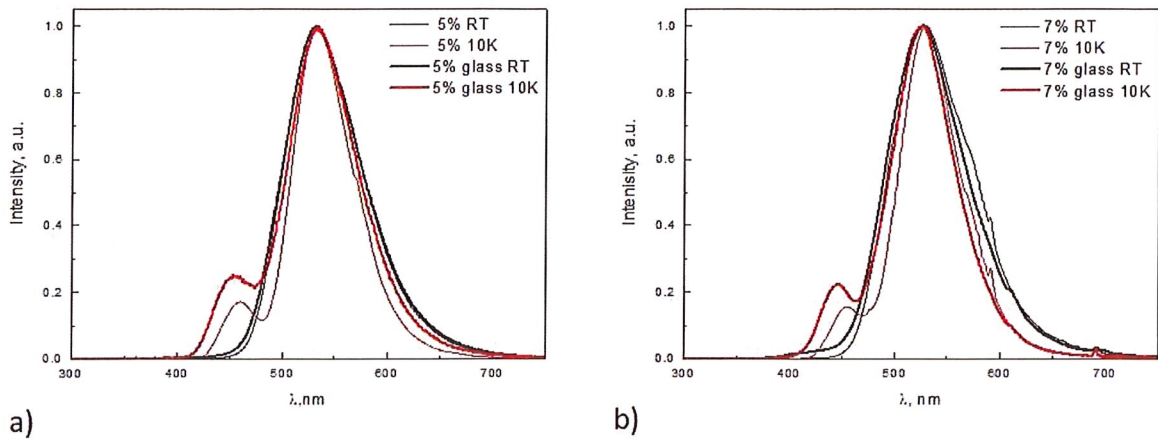 5% RT
5% 10K
5% glass RT
5% glass 10K
Intensity, a.u.
1.0
0.8
0.6
0.4
0.2
0.0
300 400 500 600 700
λ,nm
a)
7% RT
7% 10K
7% glass RT
7% glass 10K
Intenisity, a.u.
1.0
0.8
0.6
0.4
0.2
0.0
300 400 500 600 700
λ, nm
b)